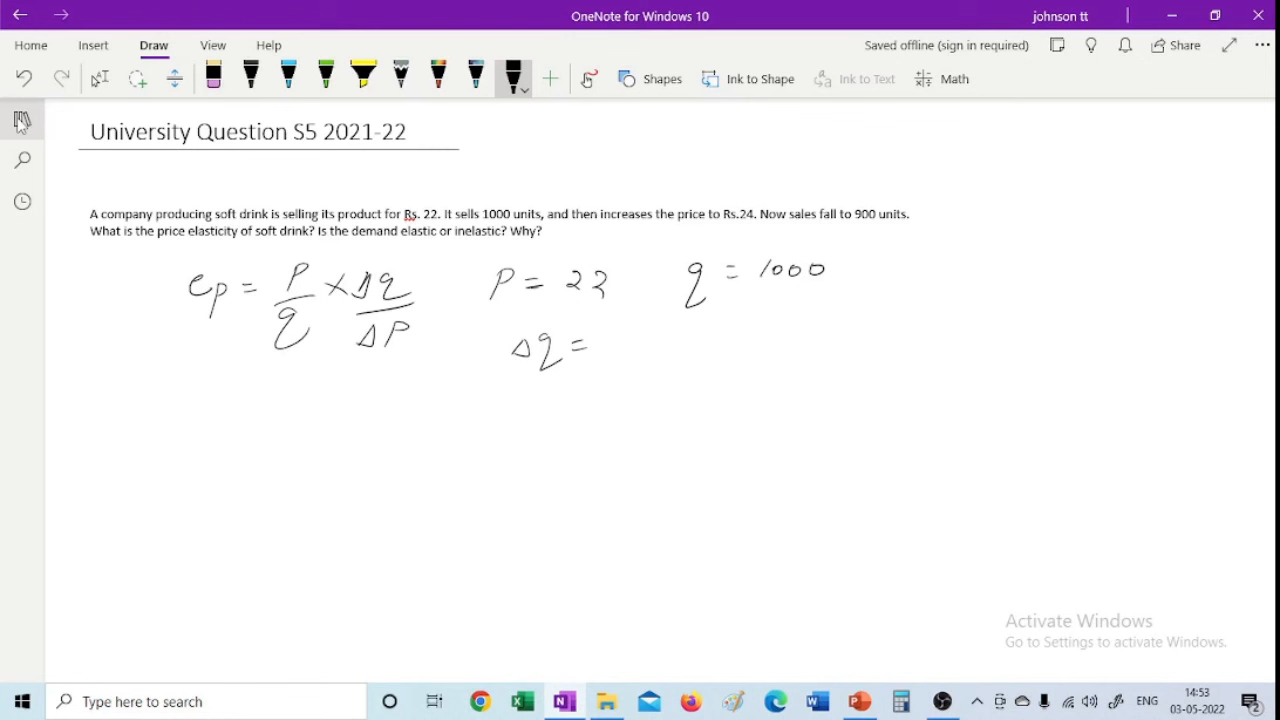 OneNote for Windows 10
johnson tt
Home Insert Draw View Help
Saved offline (sign in required)
Share
Shapes
Ink to Shape
Ink to Text
Math
University Question S5 2021-22
A company producing soft drink is selling its product for Rs. 22. It sells 1000 units, and then increases the price to Rs.24. Now sales fall to 900 units.
What is the price elasticity of soft drink? Is the demand elastic or inelastic? Why?
ep = P/q × Δq/ΔP P = 22 q = 1000
Δq =
Activate Windows
Go to Settings to activate Windows.
Type here to search
ENG
14:53
03-05-2022
2